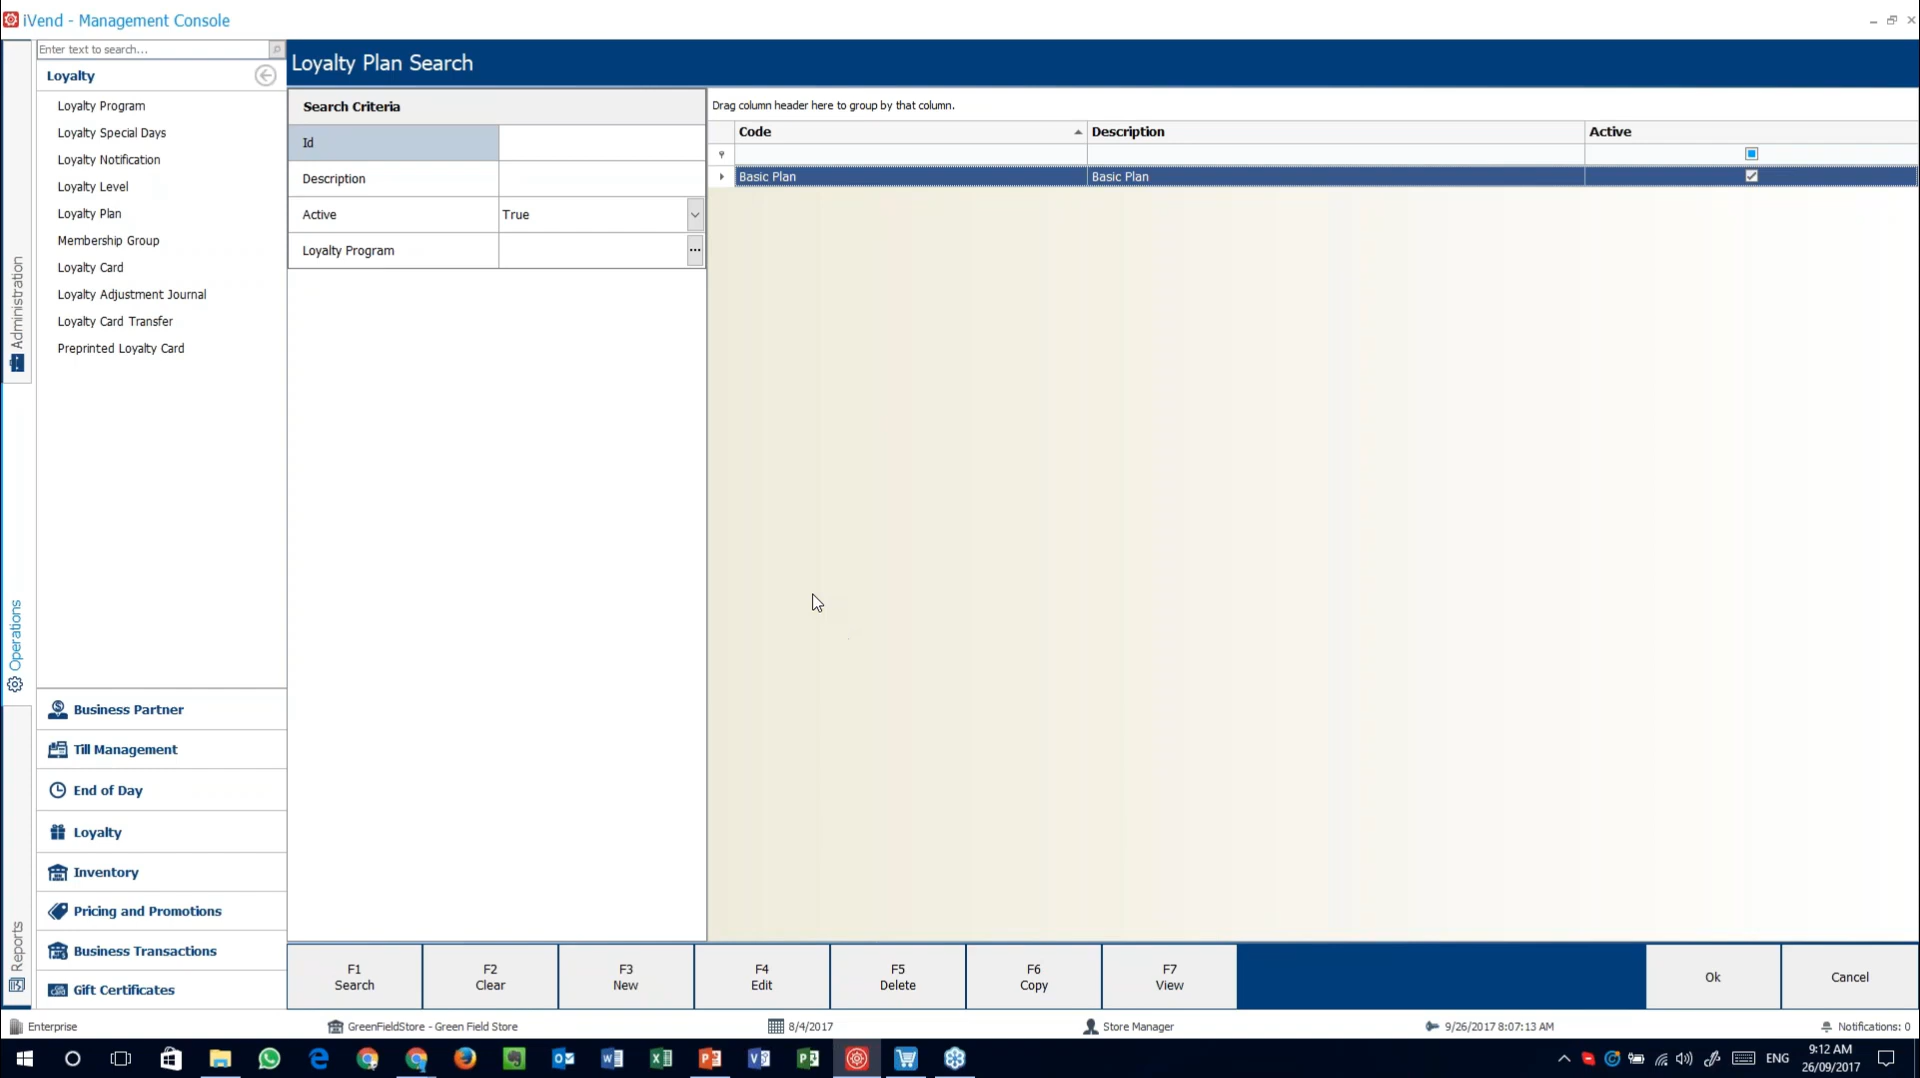 iVend - Management Console
Enter text to search...
Loyalty
Loyalty Program
Loyalty Special Days
Loyalty Notification
Loyalty Level
Loyalty Plan
Membership Group
Loyalty Card
Loyalty Adjustment Journal
Loyalty Card Transfer
Preprinted Loyalty Card
Administration
Operations
Reports
Business Partner
Till Management
End of Day
Loyalty
Inventory
Pricing and Promotions
Business Transactions
Gift Certificates
Loyalty Plan Search
Search Criteria
Id
Description
Active True
Loyalty Program ...
Drag column header here to group by that column.
Code Description Active
Basic Plan Basic Plan
F1
Search
F2
Clear
F3
New
F4
Edit
F5
Delete
F6
Copy
F7
View
Ok
Cancel
Enterprise GreenFieldStore - Green Field Store 8/4/2017 Store Manager 9/26/2017 8:07:13 AM Notifications: 0
ENG
9:12 AM
26/09/2017